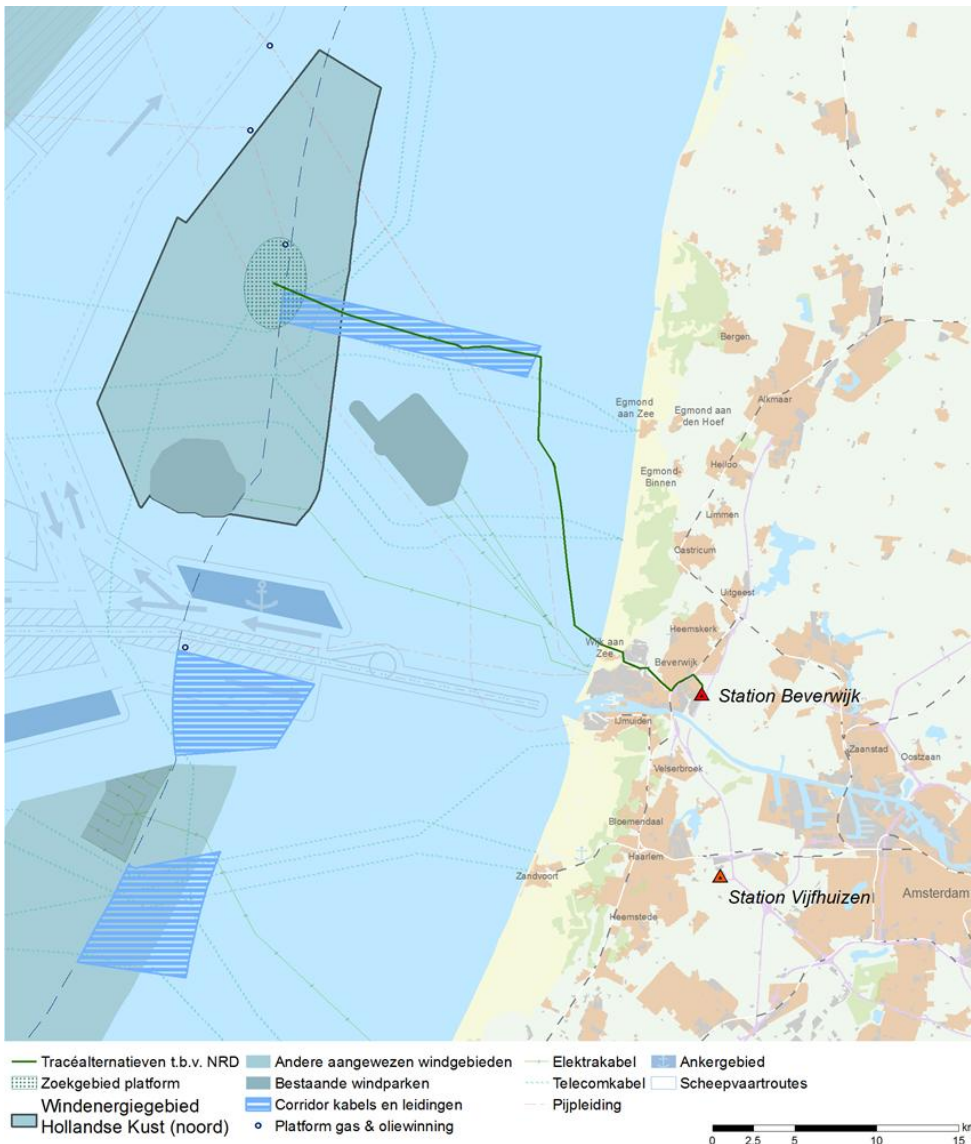 Bergen
Egmond
aan Zee
Egmond aan
den Hoef
Alkmaar
Egmond-
Binnen
Heiloo
Limmen
Castricum
Uitgeest
Heemskerk
Wijk aan
Zee
Beverwijk
Station Beverwijk
IJmuiden
Zaanstad
Oostzaan
Velserbroek
Bloemendaal
Haarlem
Zandvoort
Station Vijfhuizen
Amsterdam
Heemstede
Tracéalternatieven t.b.v. NRD
Zoekgebied platform
Windenergiegebied
Hollandse Kust (noord)
Andere aangewezen windgebieden
Bestaande windparken
Corridor kabels en leidingen
Platform gas & oliewinning
Elektrakabel
Telecomkabel
Pijpleiding
Ankergebied
Scheepvaartroutes
km
0 2.5 5 10 15